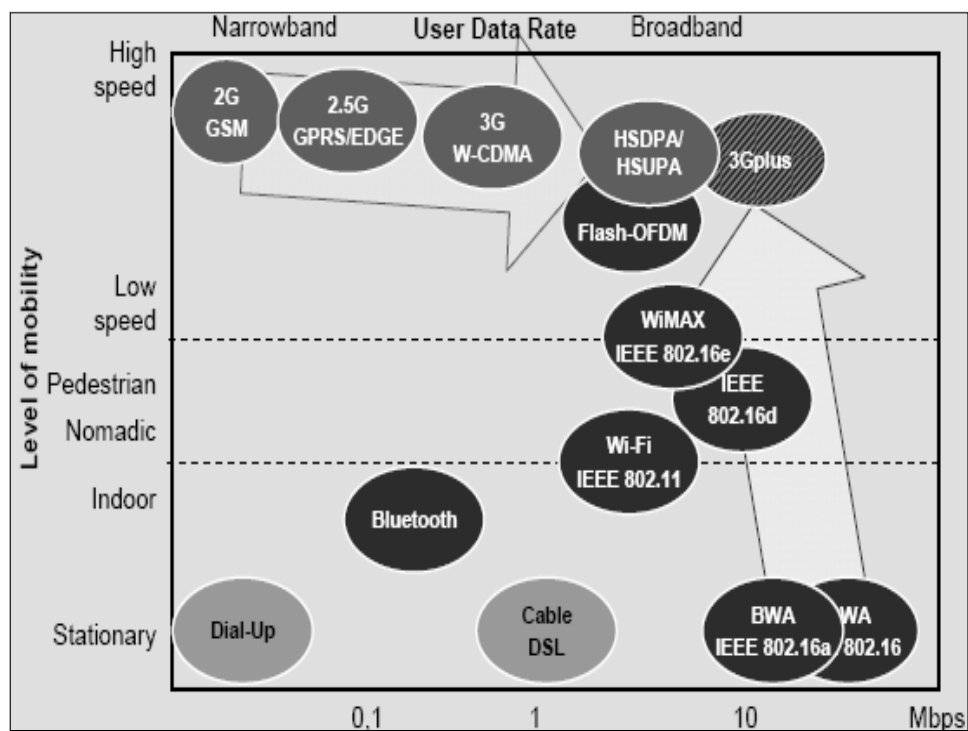 Narrowband User Data Rate Broadband
High
speed
2G
GSM
2.5G
GPRS/EDGE
3G
W-CDMA
HSDPA/
HSUPA
3Gplus
Flash-OFDM
Level of mobility
Low
speed
WiMAX
IEEE 802.16e
Pedestrian
IEEE
802.16d
Nomadic
Wi-Fi
IEEE 802.11
Indoor
Bluetooth
Stationary
Dial-Up
Cable
DSL
BWA
IEEE 802.16a
WA
802.16
0,1 1 10 Mbps